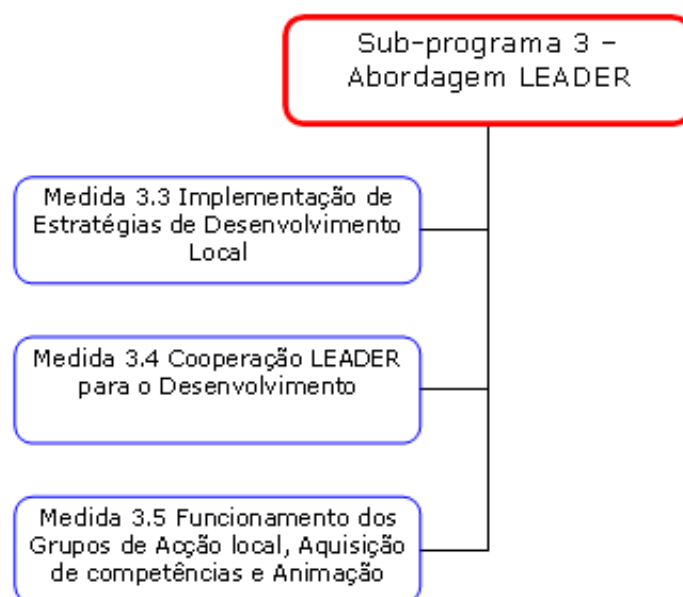 Sub-programa 3 –
Abordagem LEADER
Medida 3.3 Implementação de
Estratégias de Desenvolvimento
Local
Medida 3.4 Cooperação LEADER
para o Desenvolvimento
Medida 3.5 Funcionamento dos
Grupos de Acção local, Aquisição
de competências e Animação